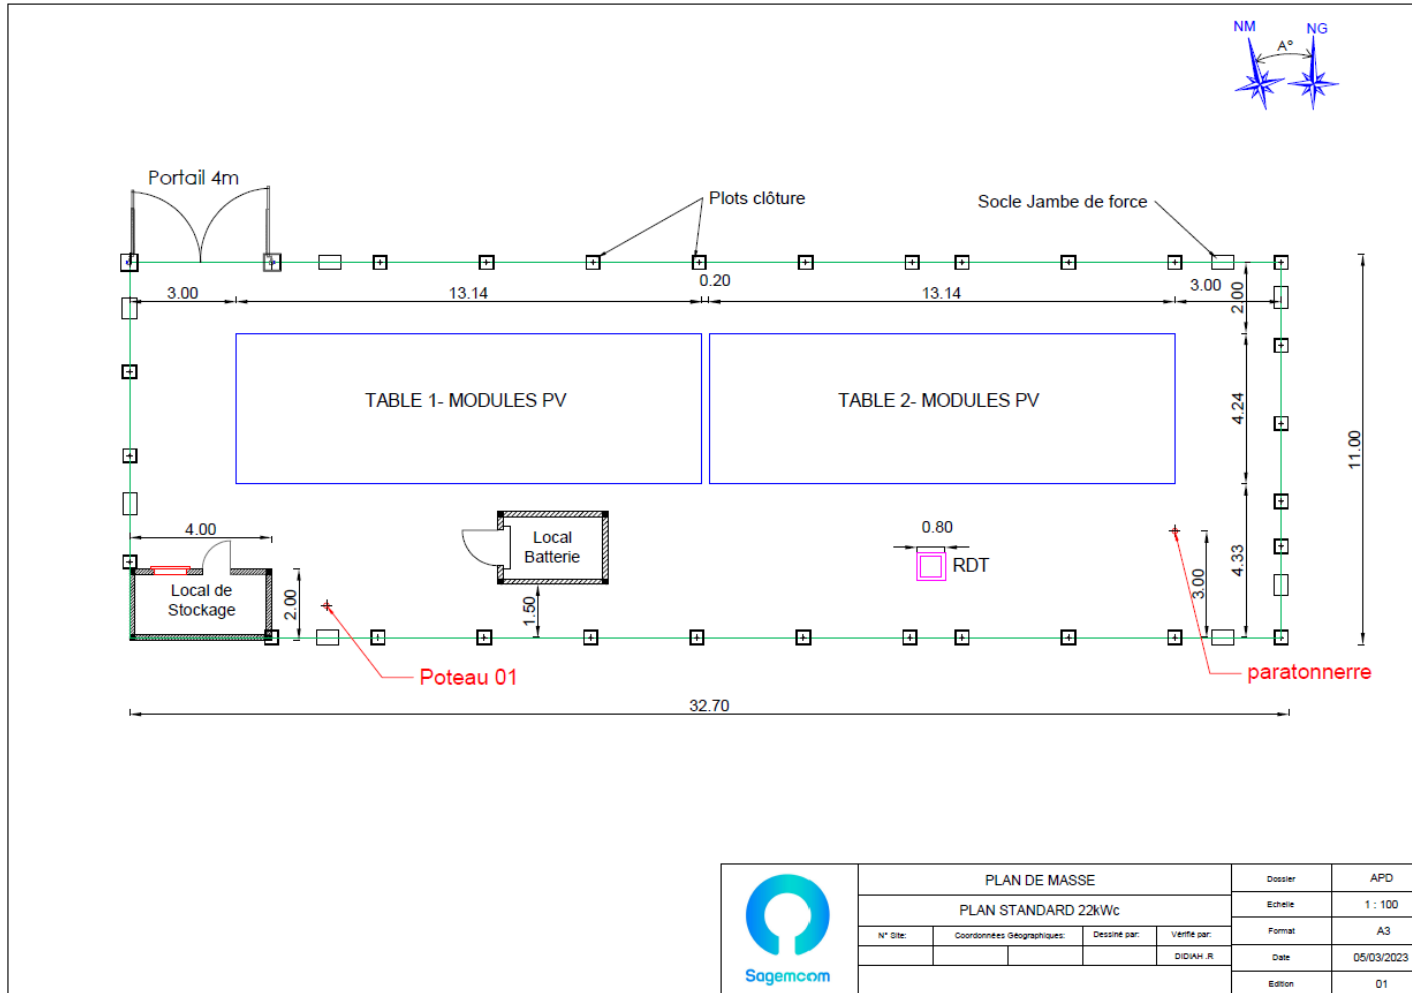 NM
NG
A°
Portail 4m
Plots clôture
Socle Jambe de force
3.00
13.14
0.20
13.14
3.00
2.00
TABLE 1- MODULES PV
TABLE 2- MODULES PV
4.24
11.00
4.00
Local
Batterie
0.80
RDT
4.33
3.00
Local de
Stockage
2.00
1.50
Poteau 01
paratonnerre
32.70
PLAN DE MASSE
Dossier
APD
PLAN STANDARD 22kWc
Echelle
1 : 100
N° Site:
Coordonnées Géographiques:
Dessiné par:
Vérifié par:
Format
A3
DIDIAH .R
Date
05/03/2023
Sagemcom
Edition
01